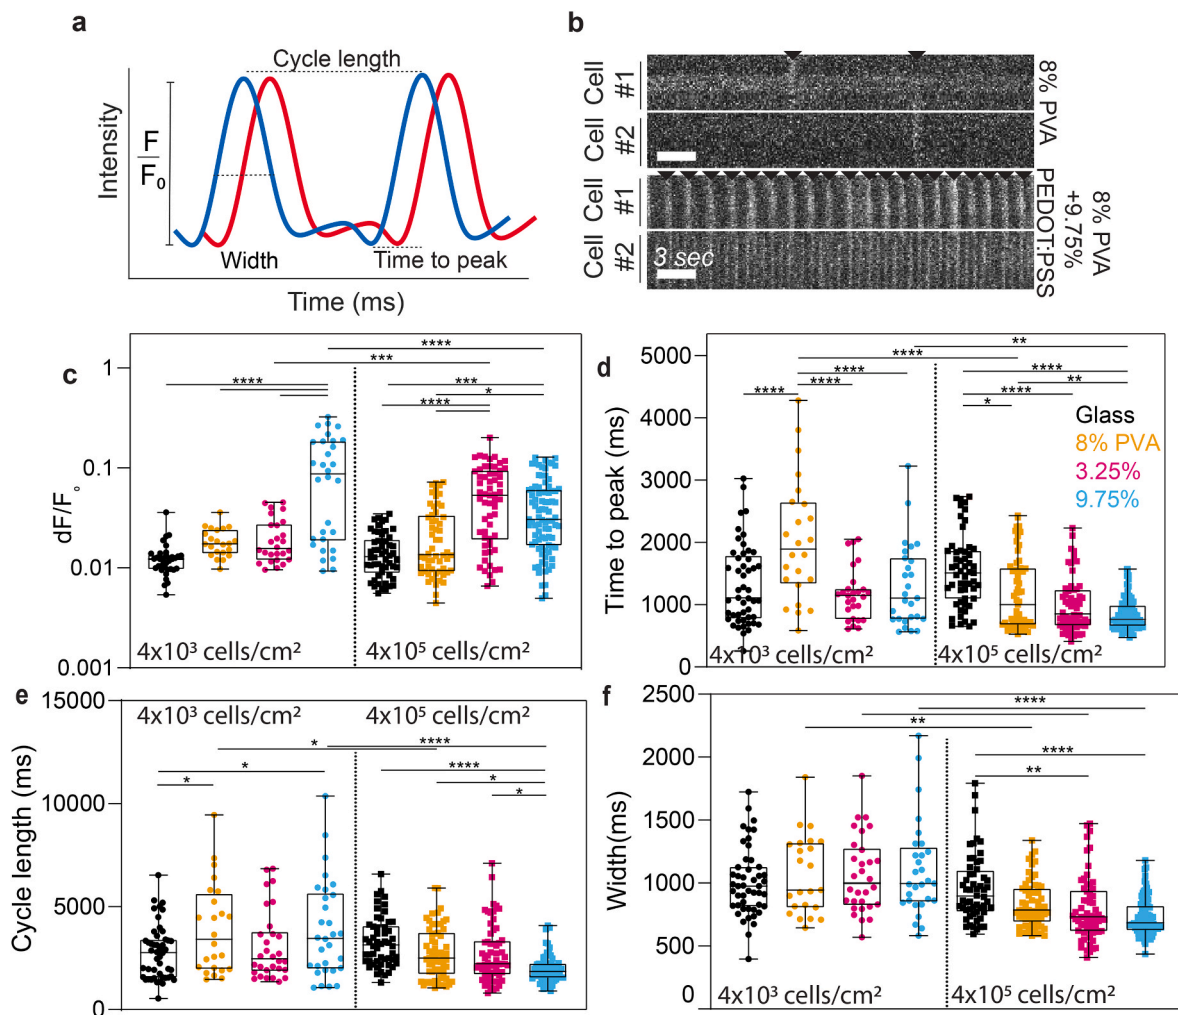 a
Cycle length
Intensity
F
F₀
Width
Time to peak
Time (ms)
b
Cell
#1
Cell
#2
8% PVA
Cell
#1
Cell
#2
3 sec
8% PVA
+9.75%
PEDOT:PSS
c
dF/Fₒ
1
0.1
0.01
0.001
****
***
****
***
*
****
4x10³ cells/cm²
4x10⁵ cells/cm²
d
Time to peak (ms)
5000
4000
3000
2000
1000
0
**
****
****
****
****
****
**
****
*
Glass
8% PVA
3.25%
9.75%
4x10³ cells/cm²
4x10⁵ cells/cm²
e
Cycle length (ms)
15000
10000
5000
0
4x10³ cells/cm²
4x10⁵ cells/cm²
*
****
*
****
*
*
*
f
Width(ms)
2500
2000
1500
1000
500
0
****
**
****
**
4x10³ cells/cm²
4x10⁵ cells/cm²